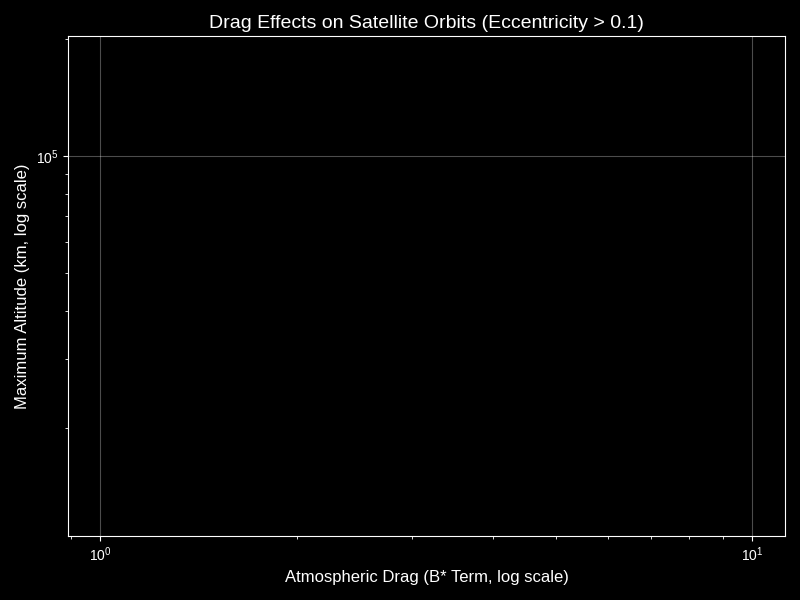 Drag Effects on Satellite Orbits (Eccentricity > 0.1)
Maximum Altitude (km, log scale)
10⁵
10⁰
10¹
Atmospheric Drag (B* Term, log scale)